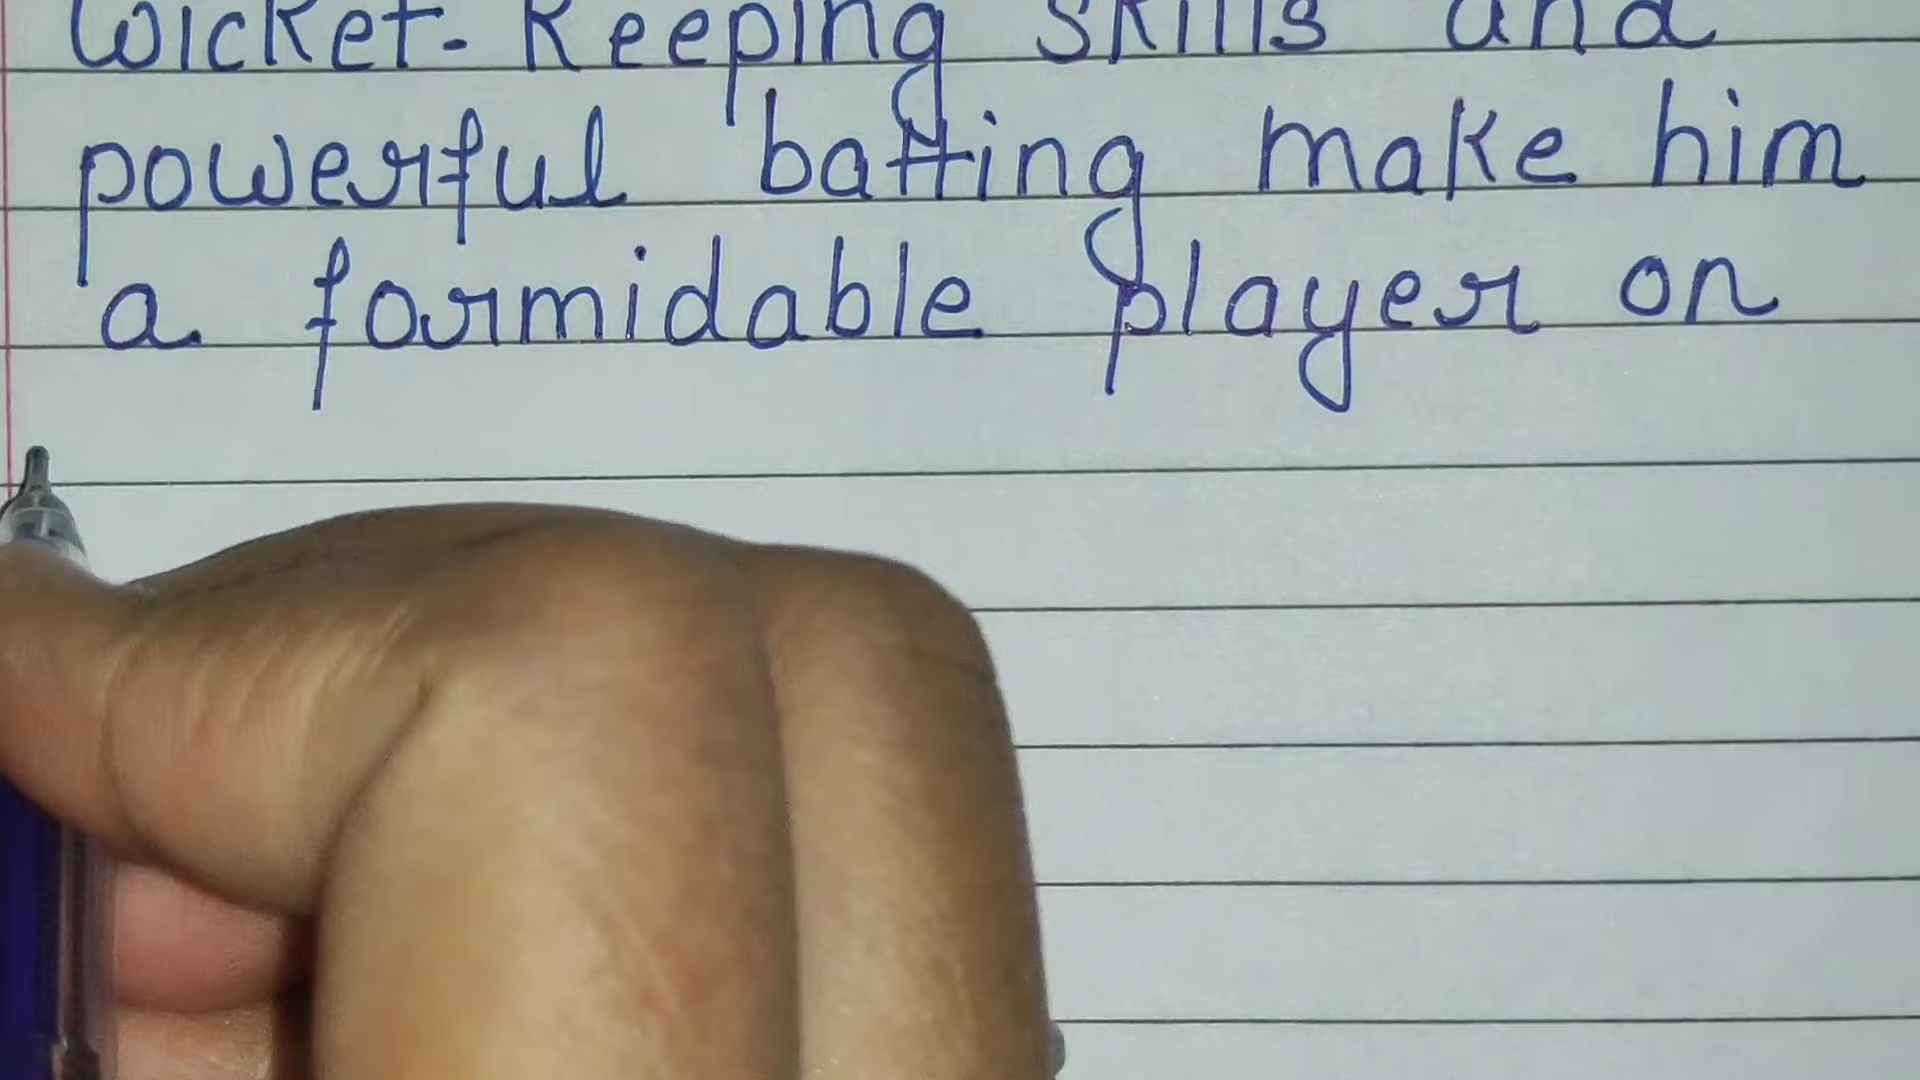 wicket-keeping skills and
powerful batting make him
a formidable player on